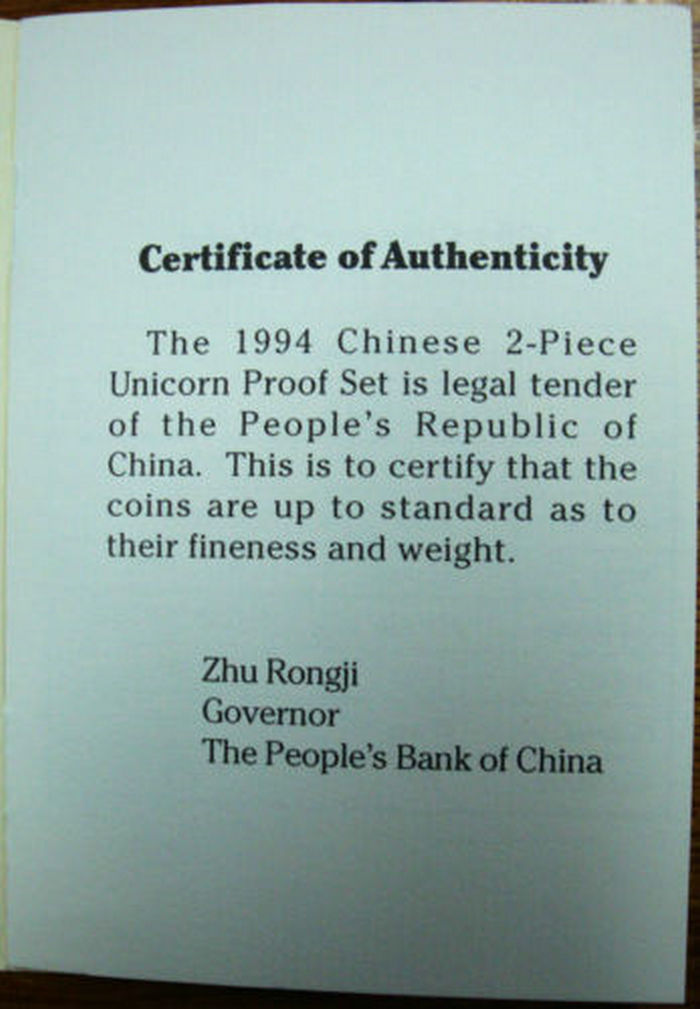 Certificate of Authenticity
The 1994 Chinese 2-Piece
Unicorn Proof Set is legal tender
of the People's Republic of
China. This is to certify that the
coins are up to standard as to
their fineness and weight.
Zhu Rongji
Governor
The People's Bank of China